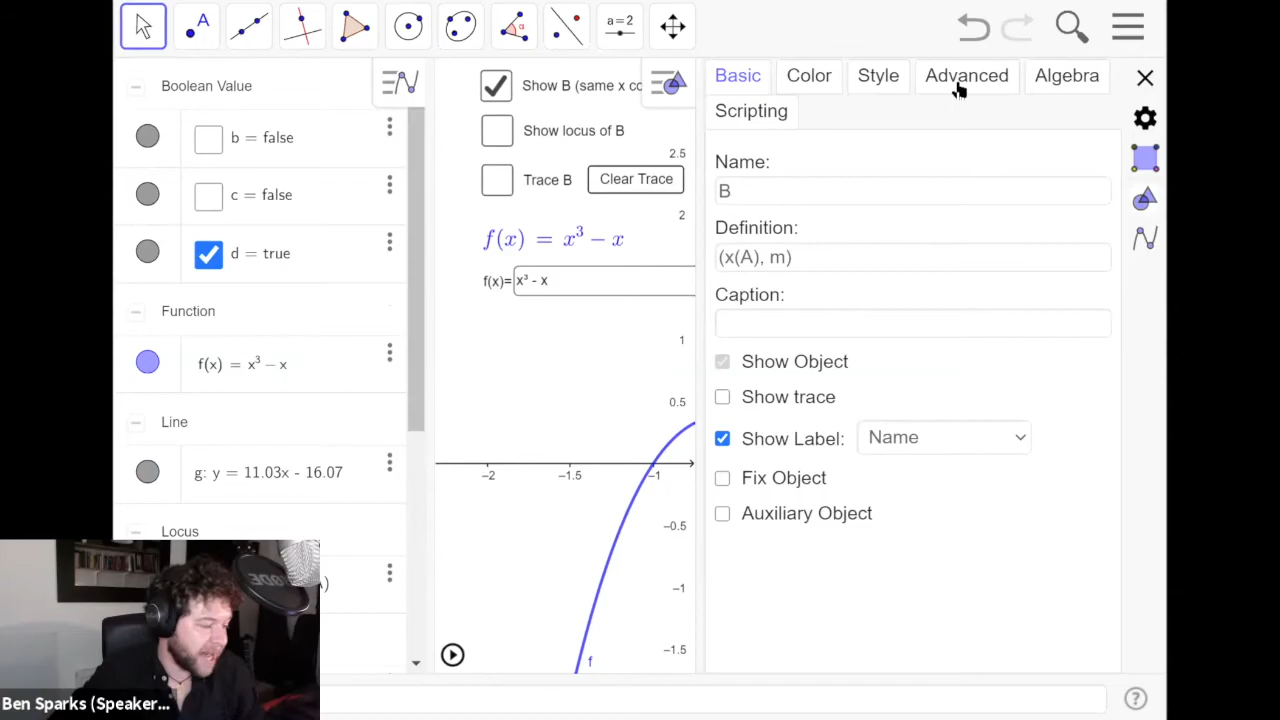 A
a=2
Boolean Value
b = false
c = false
d = true
Function
f(x) = x³ − x
Line
g: y = 11.03x - 16.07
Locus
)
Show B (same x co
Show locus of B
Trace B
Clear Trace
f(x) = x³ − x
f(x)= x³ - x
2.5
2
1
0.5
−2 −1.5 −1
−0.5
−1
−1.5
f
Basic Color Style Advanced Algebra
Scripting
Name:
B
Definition:
(x(A), m)
Caption:
Show Object
Show trace
Show Label: Name
Fix Object
Auxiliary Object
Ben Sparks (Speaker...